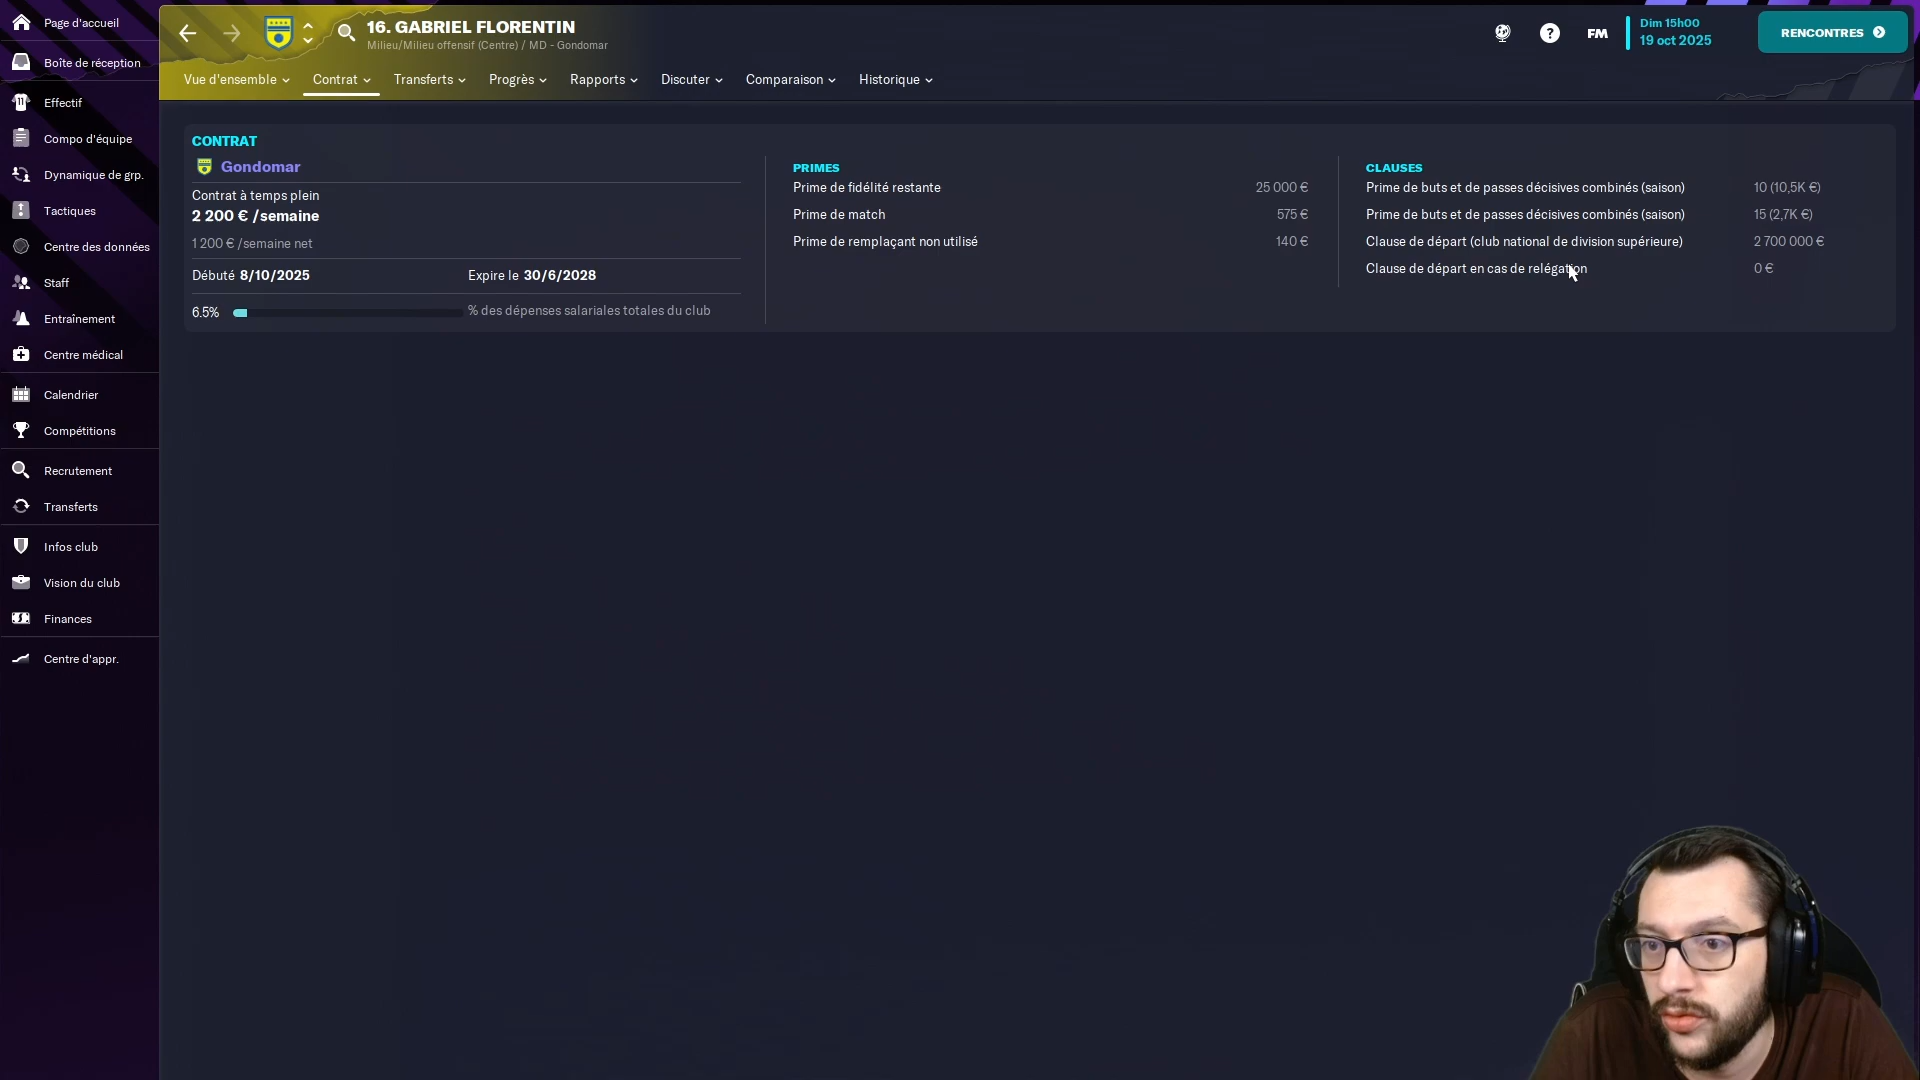 Page d'accueil
Boîte de réception
Effectif
Compo d'équipe
Dynamique de grp.
Tactiques
Centre des données
Staff
Entraînement
Centre médical
Calendrier
Compétitions
Recrutement
Transferts
Infos club
Vision du club
Finances
Centre d'appr.
16. GABRIEL FLORENTIN
Milieu/Milieu offensif (Centre) / MD - Gondomar
FM
Dim 15h00
19 oct 2025
RENCONTRES
Vue d'ensemble
Contrat
Transferts
Progrès
Rapports
Discuter
Comparaison
Historique
CONTRAT
Gondomar
Contrat à temps plein
2 200 € /semaine
1 200 € /semaine net
Débuté 8/10/2025
Expire le 30/6/2028
6.5%
% des dépenses salariales totales du club
PRIMES
Prime de fidélité restante 25 000 €
Prime de match 575 €
Prime de remplaçant non utilisé 140 €
CLAUSES
Prime de buts et de passes décisives combinés (saison) 10 (10,5K €)
Prime de buts et de passes décisives combinés (saison) 15 (2,7K €)
Clause de départ (club national de division supérieure) 2 700 000 €
Clause de départ en cas de relégation 0 €